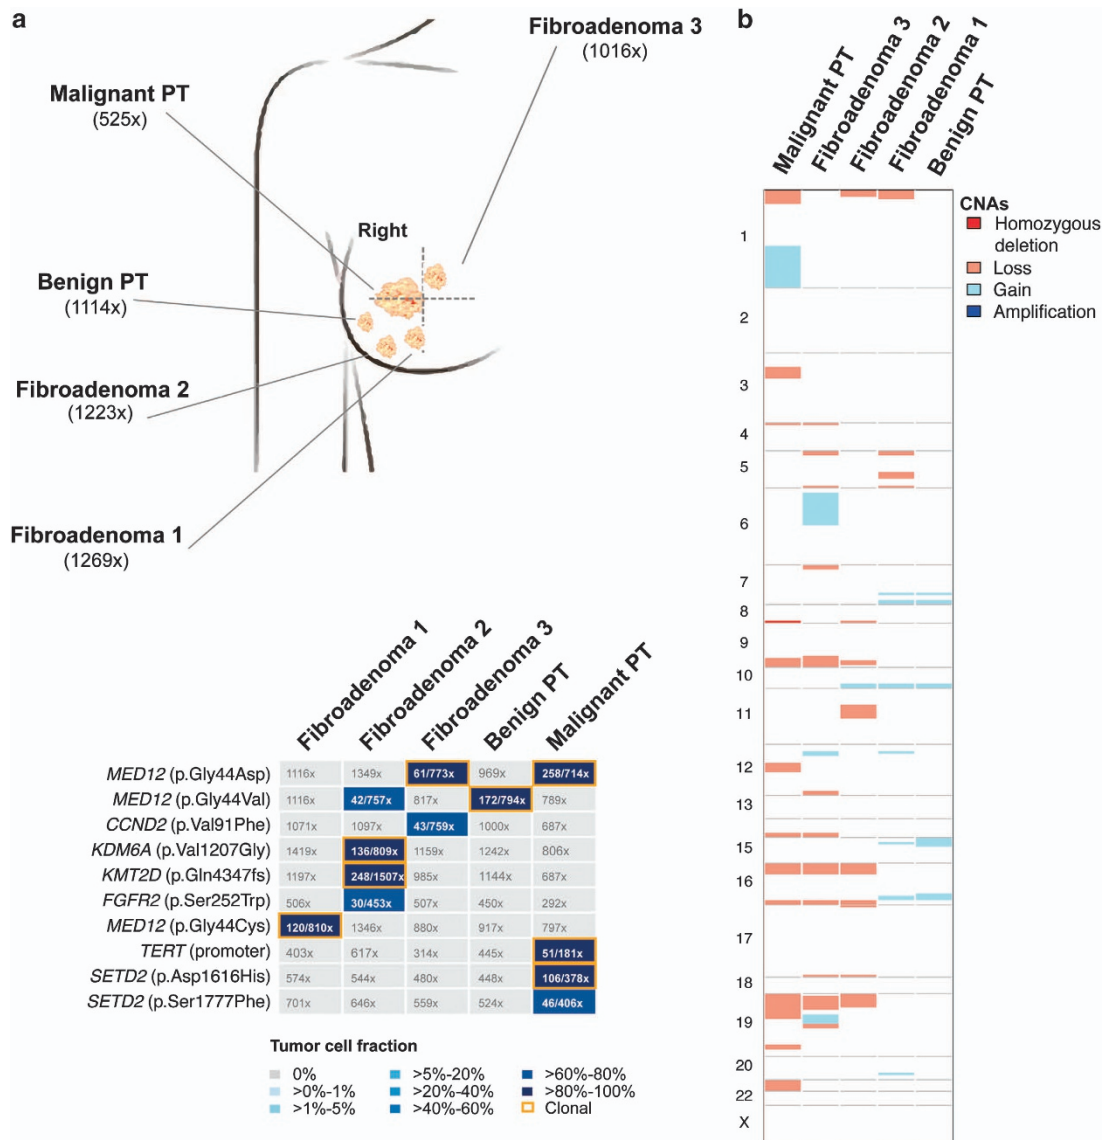 a
Fibroadenoma 3
(1016x)
Malignant PT
(525x)
Right
Benign PT
(1114x)
Fibroadenoma 2
(1223x)
Fibroadenoma 1
(1269x)
Fibroadenoma 1
Fibroadenoma 2
Fibroadenoma 3
Benign PT
Malignant PT
MED12 (p.Gly44Asp) 1116x 1349x 61/773x 969x 258/714x
MED12 (p.Gly44Val) 1116x 42/757x 817x 172/794x 789x
CCND2 (p.Val91Phe) 1071x 1097x 43/759x 1000x 687x
KDM6A (p.Val1207Gly) 1419x 136/809x 1159x 1242x 806x
KMT2D (p.Gln4347fs) 1197x 248/1507x 985x 1144x 687x
FGFR2 (p.Ser252Trp) 506x 30/453x 507x 450x 292x
MED12 (p.Gly44Cys) 120/810x 1346x 880x 917x 797x
TERT (promoter) 403x 617x 314x 445x 51/181x
SETD2 (p.Asp1616His) 574x 544x 480x 448x 106/378x
SETD2 (p.Ser1777Phe) 701x 646x 559x 524x 46/406x
Tumor cell fraction
0% >5%-20% >60%-80%
>0%-1% >20%-40% >80%-100%
>1%-5% >40%-60% Clonal
b
Malignant PT
Fibroadenoma 3
Fibroadenoma 2
Fibroadenoma 1
Benign PT
CNAs
Homozygous
deletion
Loss
Gain
Amplification
1
2
3
4
5
6
7
8
9
10
11
12
13
15
16
17
18
19
20
22
X